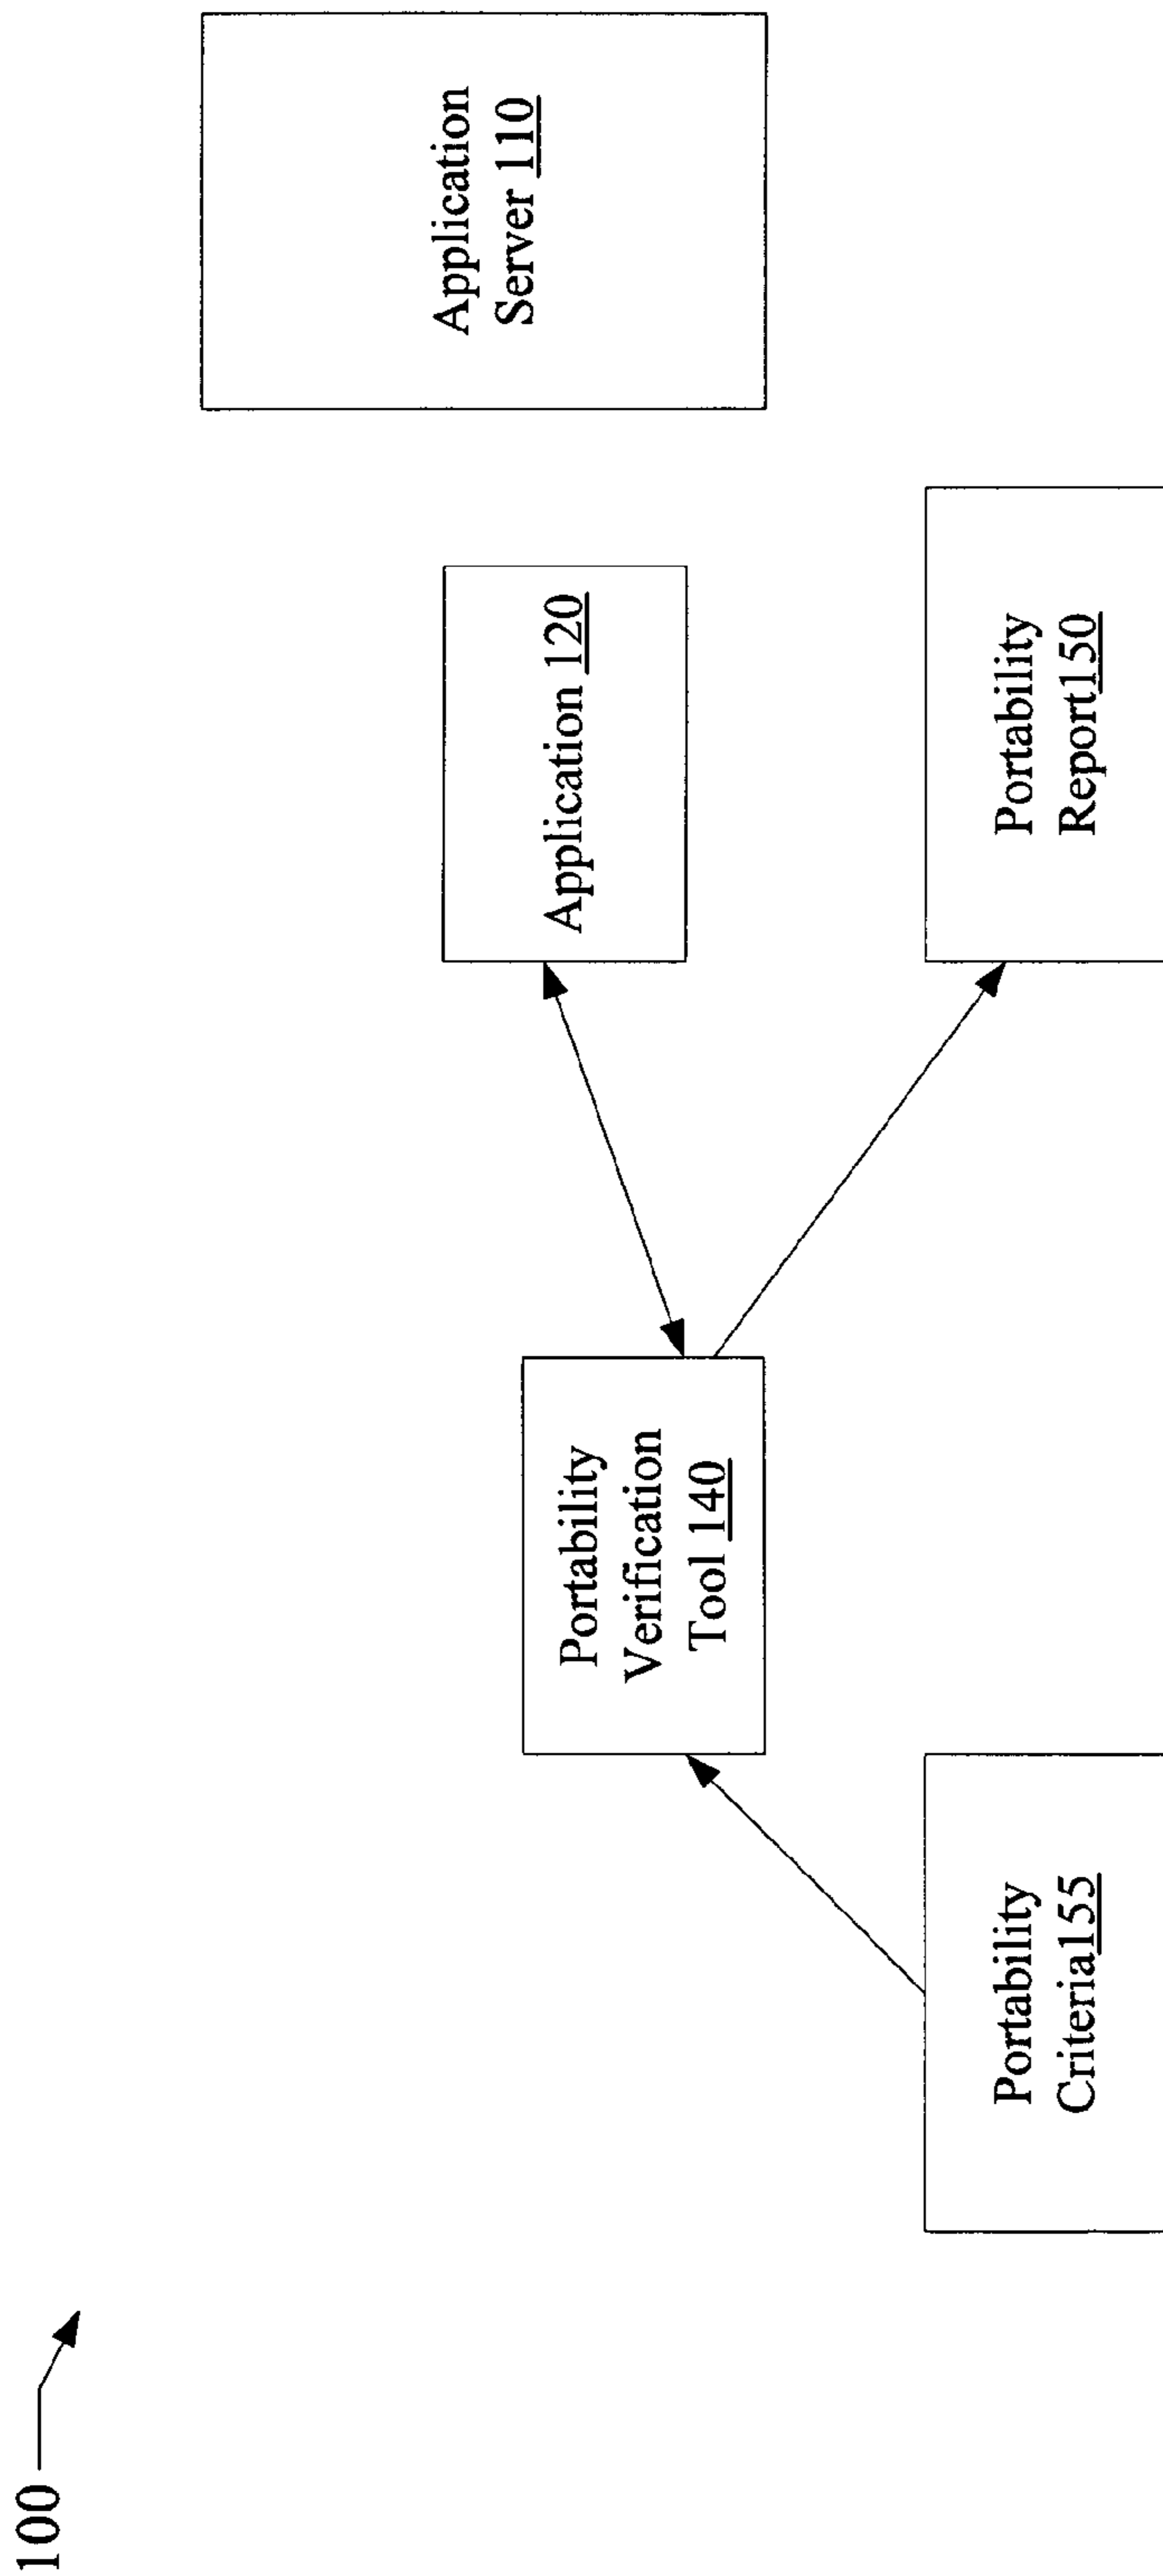 100
Application
Server 110
Application 120
Portability
Verification
Tool 140
Portability
Report150
Portability
Criteria155